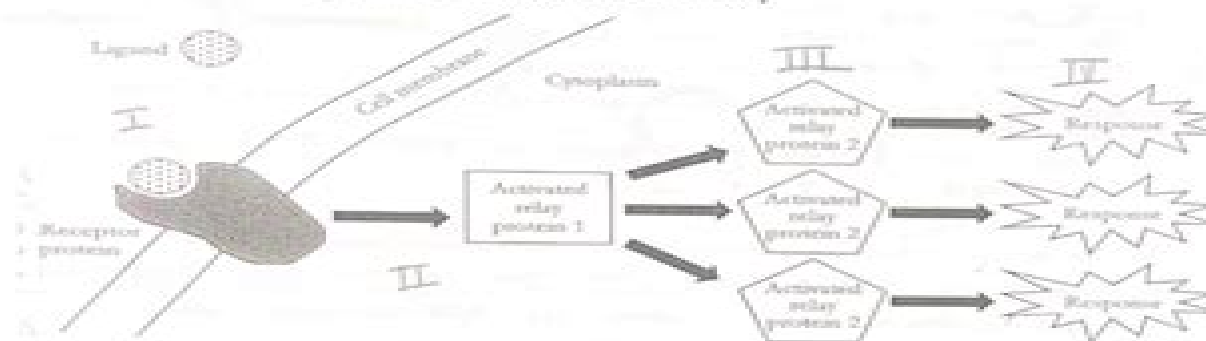 Ligand
I
Cell membrane
Cytoplasm
III
IV
Activated
relay
protein 2
Response
Receptor
protein
Activated
relay
protein 1
Activated
relay
protein 2
Response
II
Activated
relay
protein 2
Response